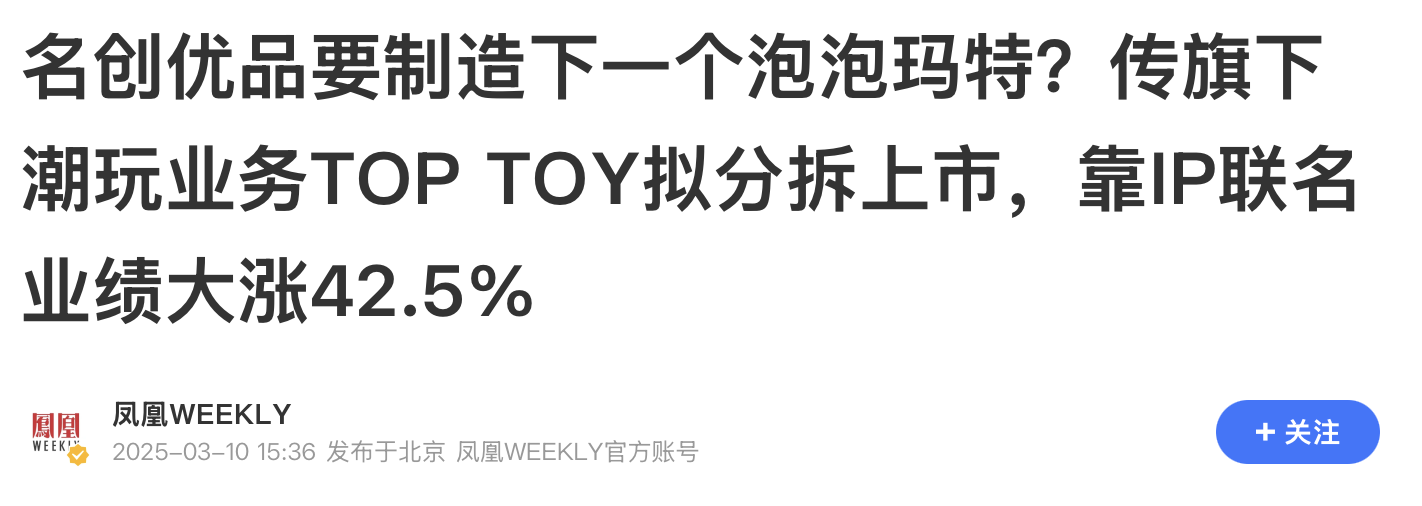 名创优品要制造下一个泡泡玛特？传旗下
潮玩业务TOP TOY拟分拆上市，靠IP联名
业绩大涨42.5%
鳳凰
WEEKLY
凤凰WEEKLY
2025-03-10 15:36 发布于北京 凤凰WEEKLY官方账号
+ 关注